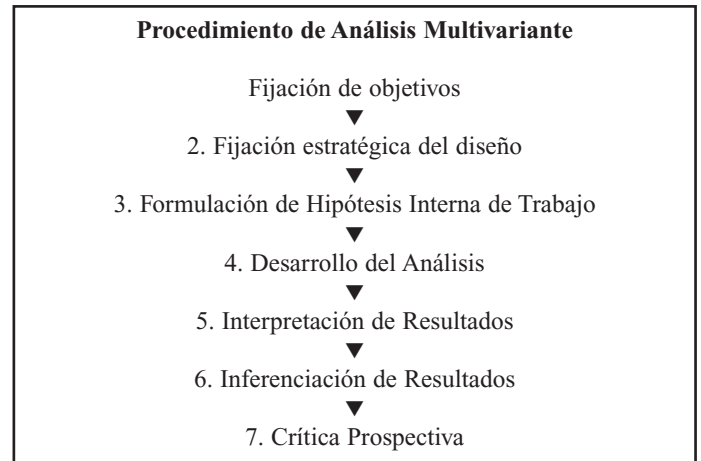 Procedimiento de Análisis Multivariante
Fijación de objetivos
2. Fijación estratégica del diseño
3. Formulación de Hipótesis Interna de Trabajo
4. Desarrollo del Análisis
5. Interpretación de Resultados
6. Inferenciación de Resultados
7. Crítica Prospectiva